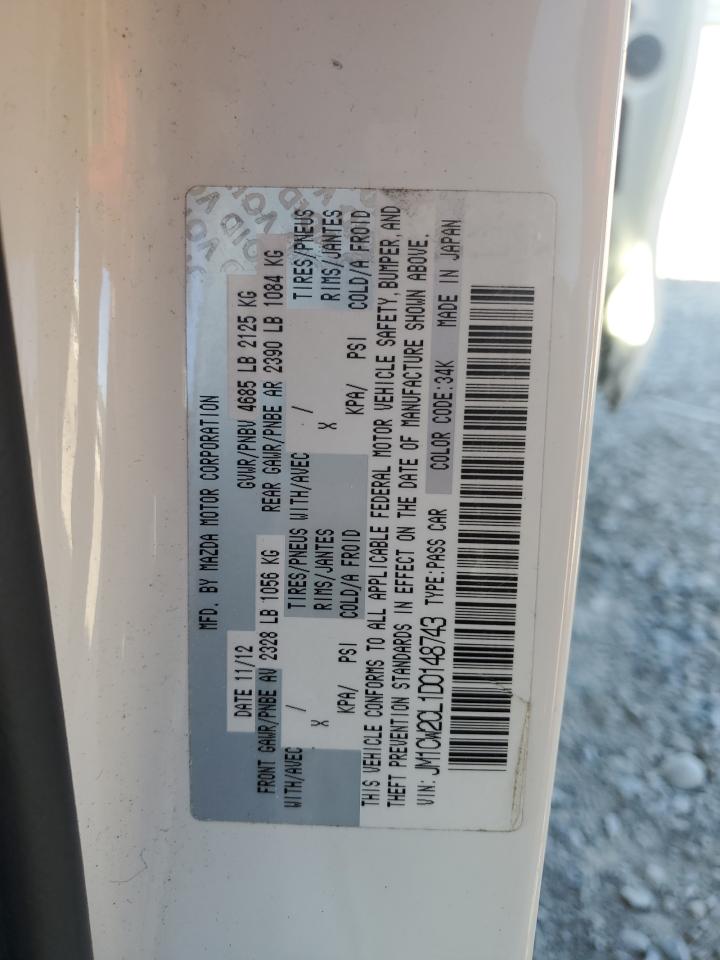 VOID VOID VOID
MFD. BY MAZDA MOTOR CORPORATION
DATE 11/12 GVWR/PNBV 4685 LB 2125 KG
FRONT GAWR/PNBE AV 2328 LB 1056 KG REAR GAWR/PNBE AR 2390 LB 1084 KG
WITH/AVEC / TIRES/PNEUS WITH/AVEC / TIRES/PNEUS
X RIMS/JANTES X RIMS/JANTES
KPA/ PSI COLD/A FROID KPA/ PSI COLD/A FROID
THIS VEHICLE CONFORMS TO ALL APPLICABLE FEDERAL MOTOR VEHICLE SAFETY, BUMPER, AND
THEFT PREVENTION STANDARDS IN EFFECT ON THE DATE OF MANUFACTURE SHOWN ABOVE.
VIN: JM1CW2CL1D0148743 TYPE:PASS CAR COLOR CODE:34K MADE IN JAPAN